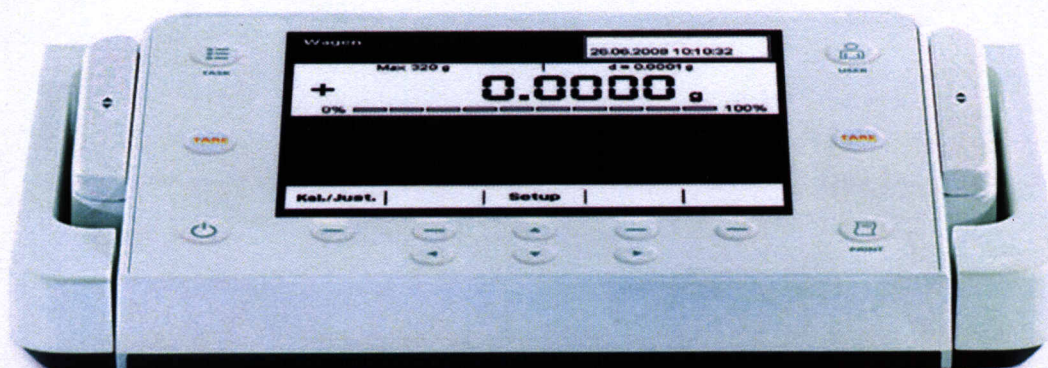 Wagen
26.06.2008 10:10:32
TASK
USER
Max 320 g | d = 0.0001 g
+ 0.0000 g
0% 100%
TARE
TARE
Kal./Just. | | Setup | |
PRINT